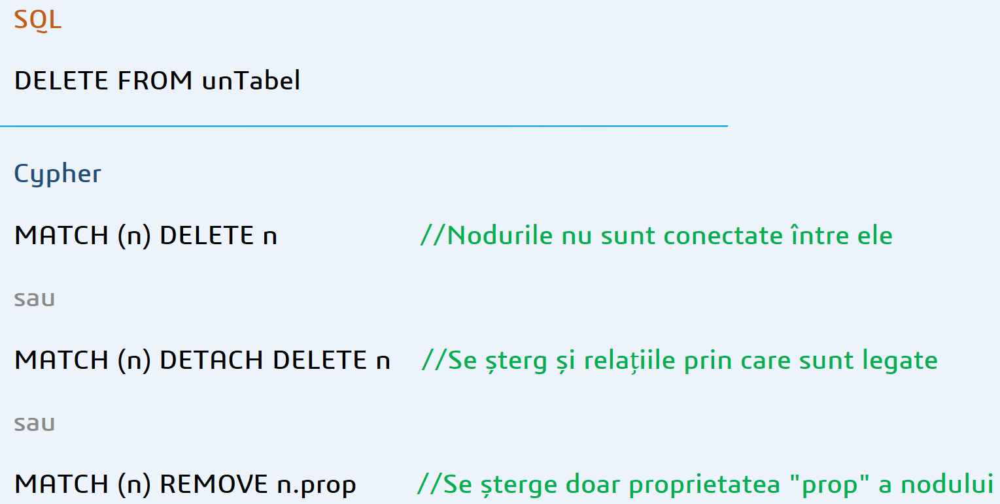 SQL
DELETE FROM unTabel
Cypher
MATCH (n) DELETE n //Nodurile nu sunt conectate între ele
sau
MATCH (n) DETACH DELETE n //Se șterg și relațiile prin care sunt legate
sau
MATCH (n) REMOVE n.prop //Se șterge doar proprietatea "prop" a nodului